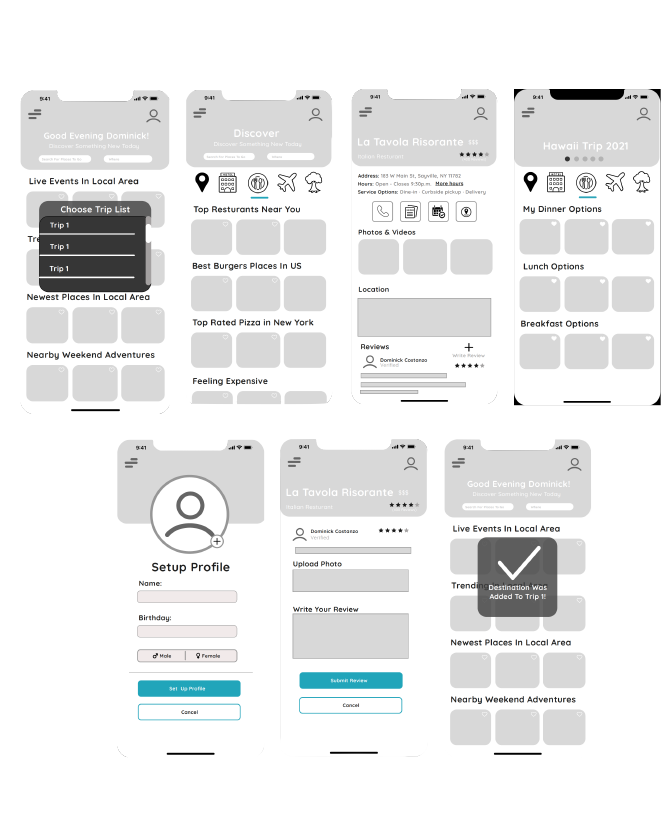 9:41
Good Evening Dominick!
Discover Something New Today.
Search for Places To Go
Where
Live Events In Local Area
Choose Trip List
Trip 1
Trip 1
Trip 1
Tre
Newest Places In Local Area
Nearby Weekend Adventures
9:41
Discover
Discover Something New Today.
Search for Places To Go
Where
Top Resturants Near You
Best Burgers Places In US
Top Rated Pizza in New York
Feeling Expensive
9:41
La Tavola Risorante $$$
Italian Resturant
Address: 183 W Main St, Sayville, NY 11782
Hours: Open - Closes 9:30p.m. More hours
Service Options: Dine-in · Curbside pickup · Delivery
Photos & Videos
Location
Reviews
Write Review
Dominick Costanzo
Verified
9:41
Hawaii Trip 2021
My Dinner Options
Lunch Options
Breakfast Options
9:41
Setup Profile
Name:
Birthday:
Male
Female
Set Up Profile
Cancel
9:41
La Tavola Risorante $$$
Italian Resturant
Dominick Costanzo
Verified
Upload Photo
Write Your Review
Submit Review
Cancel
9:41
Good Evening Dominick!
Discover Something New Today.
Search for Places To Go
Where
Live Events In Local Area
Destination Was
Added To Trip 1!
Newest Places In Local Area
Nearby Weekend Adventures